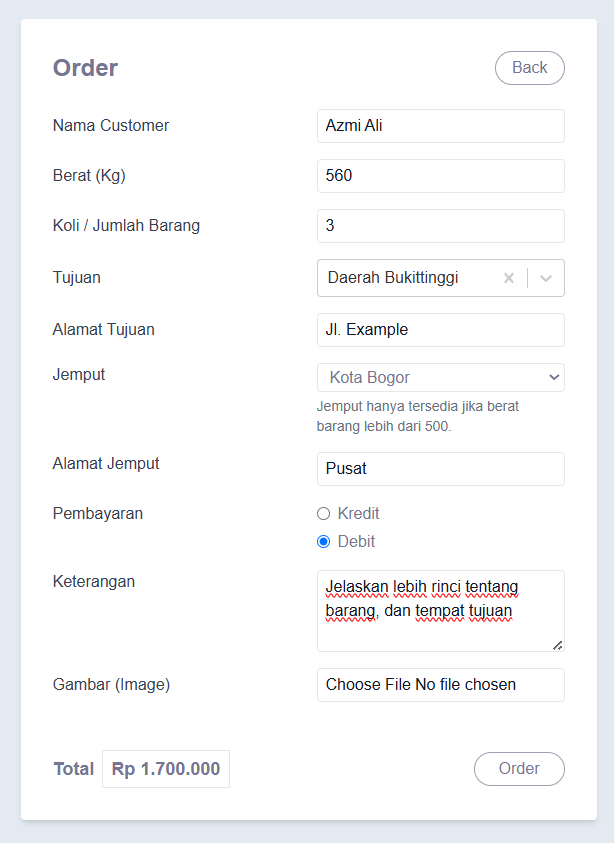 Order
Back
Nama Customer
Azmi Ali
Berat (Kg)
560
Koli / Jumlah Barang
3
Tujuan
Daerah Bukittinggi
Alamat Tujuan
Jl. Example
Jemput
Kota Bogor
Jemput hanya tersedia jika berat
barang lebih dari 500.
Alamat Jemput
Pusat
Pembayaran
Kredit
Debit
Keterangan
Jelaskan lebih rinci tentang
barang, dan tempat tujuan
Gambar (Image)
Choose File No file chosen
Total
Rp 1.700.000
Order